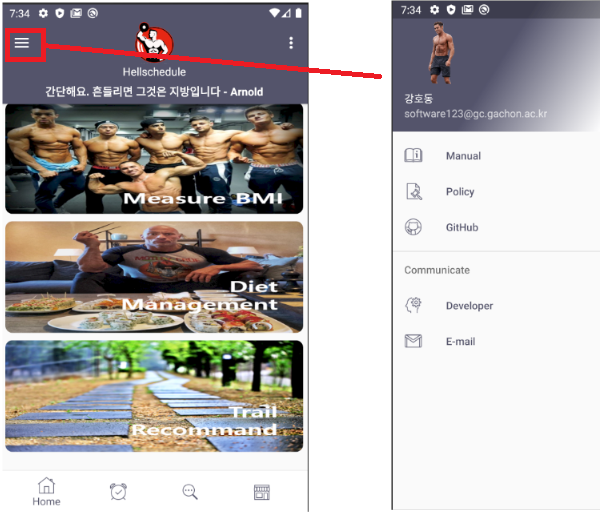 7:34
Hellschedule
간단해요. 흔들리면 그것은 지방입니다 - Arnold
Measure BMI
Diet
Management
Trail
Recommand
Home
7:34
강호동
software123@gc.gachon.ac.kr
Manual
Policy
GitHub
Communicate
Developer
E-mail